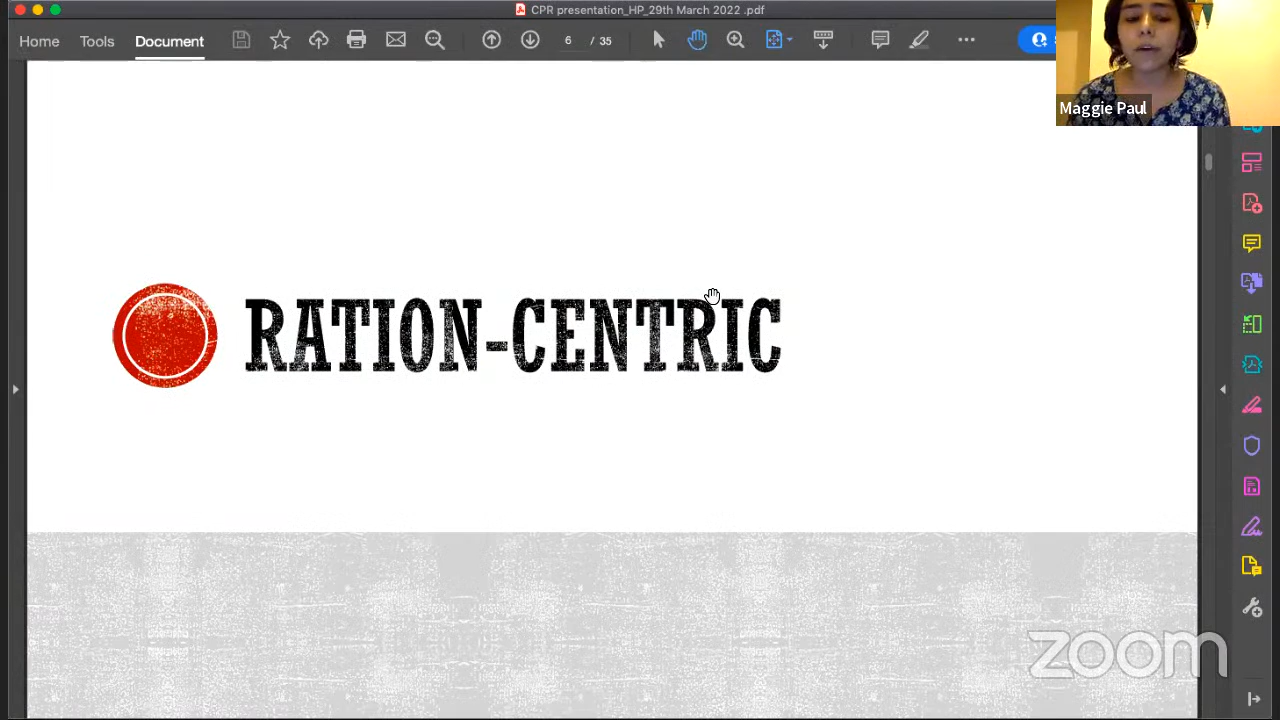 CPR presentation_HP_29th March 2022 .pdf
Home Tools Document 6 / 35
Maggie Paul
RATION-CENTRIC
zoom